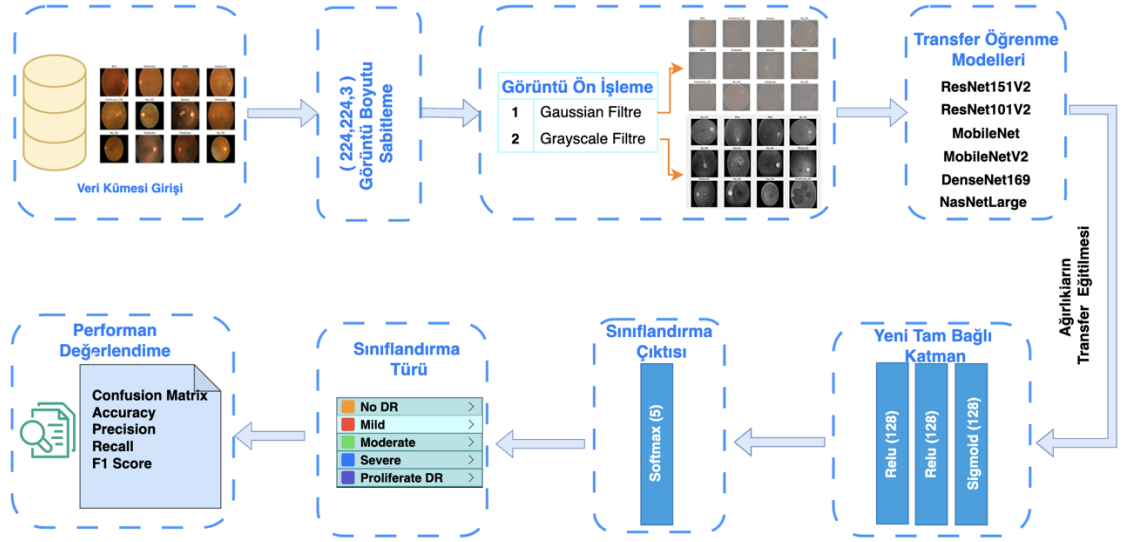 Veri Kümesi Girişi
( 224,224,3 )
Görüntü Boyutu
Sabitleme
Görüntü Ön İşleme
1 Gaussian Filtre
2 Grayscale Filtre
Transfer Öğrenme
Modelleri
ResNet151V2
ResNet101V2
MobileNet
MobileNetV2
DenseNet169
NasNetLarge
Ağırlıkların
Transfer Eğitilmesi
Yeni Tam Bağlı
Katman
Relu (128)
Relu (128)
Sigmoid (128)
Sınıflandırma
Çıktısı
Softmax (5)
Sınıflandırma
Türü
No DR
Mild
Moderate
Severe
Proliferate DR
Performan
Değerlendime
Confusion Matrix
Accuracy
Precision
Recall
F1 Score